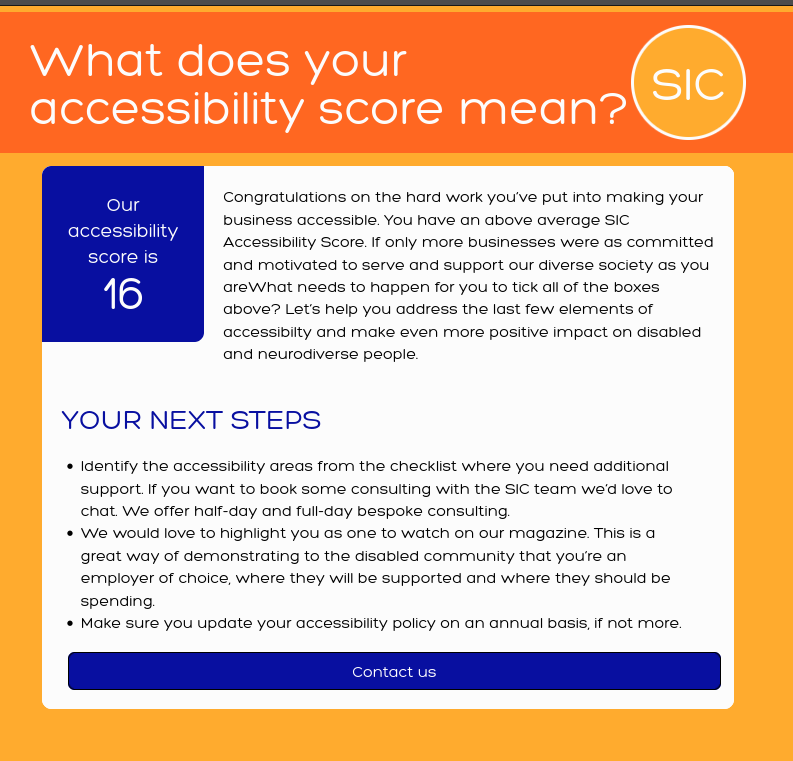 What does your
accessibility score mean?
SIC
Our
accessibility
score is
16
Congratulations on the hard work you've put into making your
business accessible. You have an above average SIC
Accessibility Score. If only more businesses were as committed
and motivated to serve and support our diverse society as you
areWhat needs to happen for you to tick all of the boxes
above? Let's help you address the last few elements of
accessibilty and make even more positive impact on disabled
and neurodiverse people.
YOUR NEXT STEPS
• Identify the accessibility areas from the checklist where you need additional
support. If you want to book some consulting with the SIC team we'd love to
chat. We offer half-day and full-day bespoke consulting.
• We would love to highlight you as one to watch on our magazine. This is a
great way of demonstrating to the disabled community that you're an
employer of choice, where they will be supported and where they should be
spending.
• Make sure you update your accessibility policy on an annual basis, if not more.
Contact us